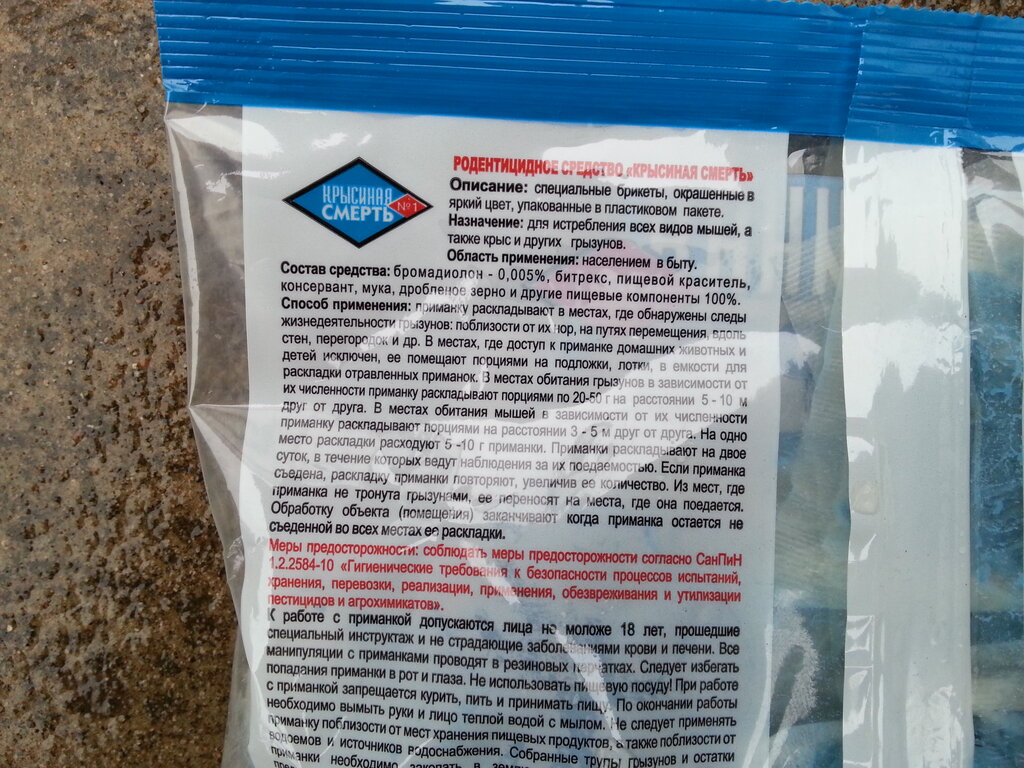 КРЫСИНАЯ
СМЕРТЬ №1
РОДЕНТИЦИДНОЕ СРЕДСТВО «КРЫСИНАЯ СМЕРТЬ»
Описание: специальные брикеты, окрашенные в
яркий цвет, упакованные в пластиковом пакете.
Назначение: для истребления всех видов мышей, а
также крыс и других грызунов.
Область применения: населением в быту.
Состав средства: бромадиолон - 0,005%, битрекс, пищевой краситель,
консервант, мука, дробленое зерно и другие пищевые компоненты 100%.
Способ применения: приманку раскладывают в местах, где обнаружены следы
жизнедеятельности грызунов: поблизости от их нор, на путях перемещения, вдоль
стен, перегородок и др. В местах, где доступ к приманке домашних животных и
детей исключен, ее помещают порциями на подложки, лотки, в емкости для
раскладки отравленных приманок. В местах обитания грызунов в зависимости от
их численности приманку раскладывают порциями по 20-50 г на расстоянии 5 - 10 м
друг от друга. В местах обитания мышей в зависимости от их численности
приманку раскладывают порциями на расстоянии 3 - 5 м друг от друга. На одно
место раскладки расходуют 5 -10 г приманки. Приманки раскладывают на двое
суток, в течение которых ведут наблюдения за их поедаемостью. Если приманка
съедена, раскладку приманки повторяют, увеличив ее количество. Из мест, где
приманка не тронута грызунами, ее переносят на места, где она поедается.
Обработку объекта (помещения) заканчивают когда приманка остается не
съеденной во всех местах ее раскладки.
Меры предосторожности: соблюдать меры предосторожности согласно СанПиН
1.2.2584-10 «Гигиенические требования к безопасности процессов испытаний,
хранения, перевозки, реализации, применения, обезвреживания и утилизации
пестицидов и агрохимикатов».
К работе с приманкой допускаются лица не моложе 18 лет, прошедшие
специальный инструктаж и не страдающие заболеваниями крови и печени. Все
манипуляции с приманками проводят в резиновых перчатках. Следует избегать
попадания приманки в рот и глаза. Не использовать пищевую посуду! При работе
с приманкой запрещается курить, пить и принимать пищу. По окончании работы
необходимо вымыть руки и лицо теплой водой с мылом. Не следует применять
приманку поблизости от мест хранения пищевых продуктов, а также поблизости от
водоемов и источников водоснабжения. Собранные трупы грызунов и остатки
приманки необходимо закопать в